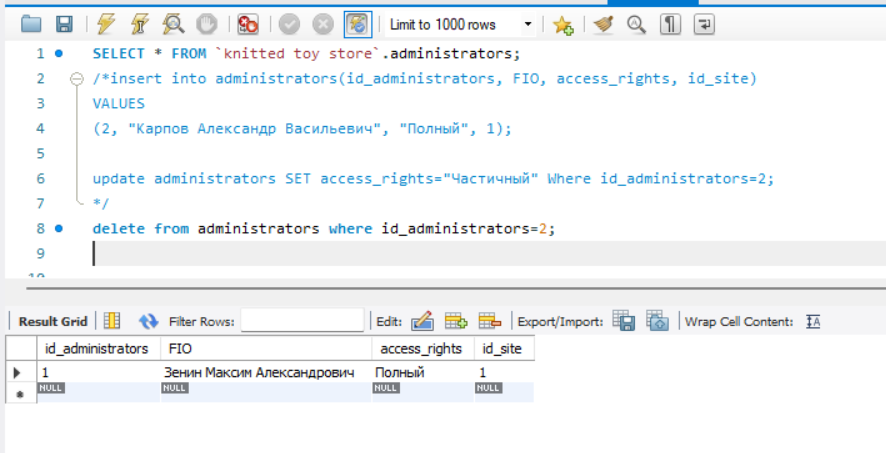 Limit to 1000 rows
1 SELECT * FROM `knitted toy store`.administrators;
2 /*insert into administrators(id_administrators, FIO, access_rights, id_site)
3 VALUES
4 (2, "Карпов Александр Васильевич", "Полный", 1);
5
6 update administrators SET access_rights="Частичный" Where id_administrators=2;
7 */
8 delete from administrators where id_administrators=2;
9
10
Result Grid Filter Rows: Edit: Export/Import: Wrap Cell Content: IA
id_administrators FIO access_rights id_site
1 Зенин Максим Александрович Полный 1
NULL NULL NULL NULL